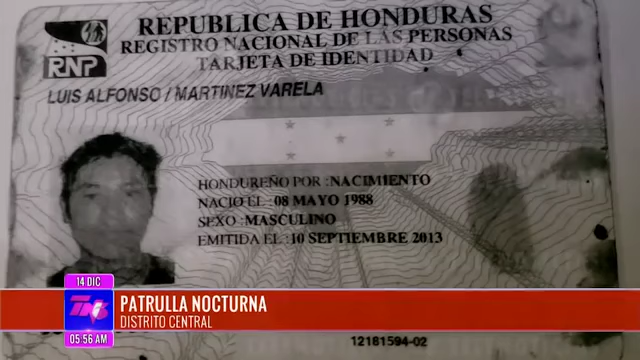 REPUBLICA DE HONDURAS
REGISTRO NACIONAL DE LAS PERSONAS
TARJETA DE IDENTIDAD
RNP
LUIS ALFONSO / MARTINEZ VARELA
HONDUREÑO POR :NACIMIENTO
NACIO EL :08 MAYO 1988
SEXO :MASCULINO
EMITIDA EL :10 SEPTIEMBRE 2013
14 DIC
PATRULLA NOCTURNA
DISTRITO CENTRAL
05:56 AM
12181594-02